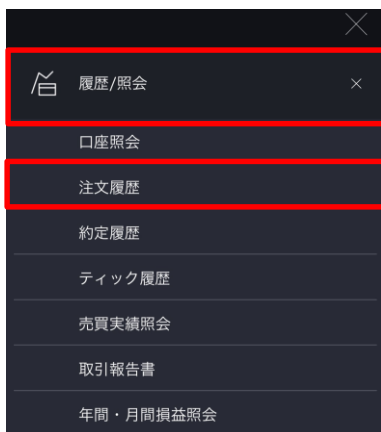 履歴/照会
口座照会
注文履歴
約定履歴
ティック履歴
売買実績照会
取引報告書
年間・月間損益照会